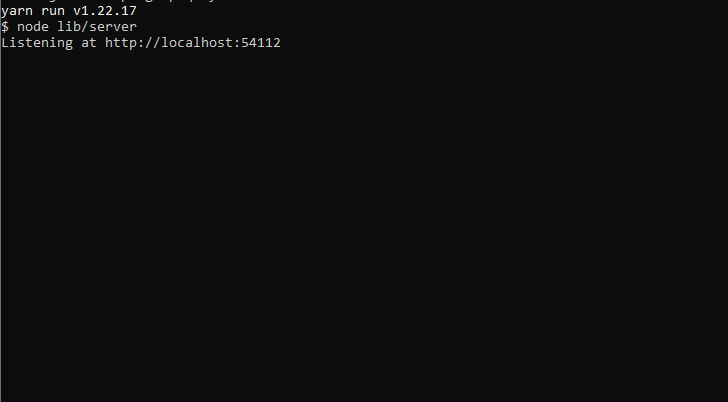 yarn run v1.22.17
$ node lib/server
Listening at http://localhost:54112